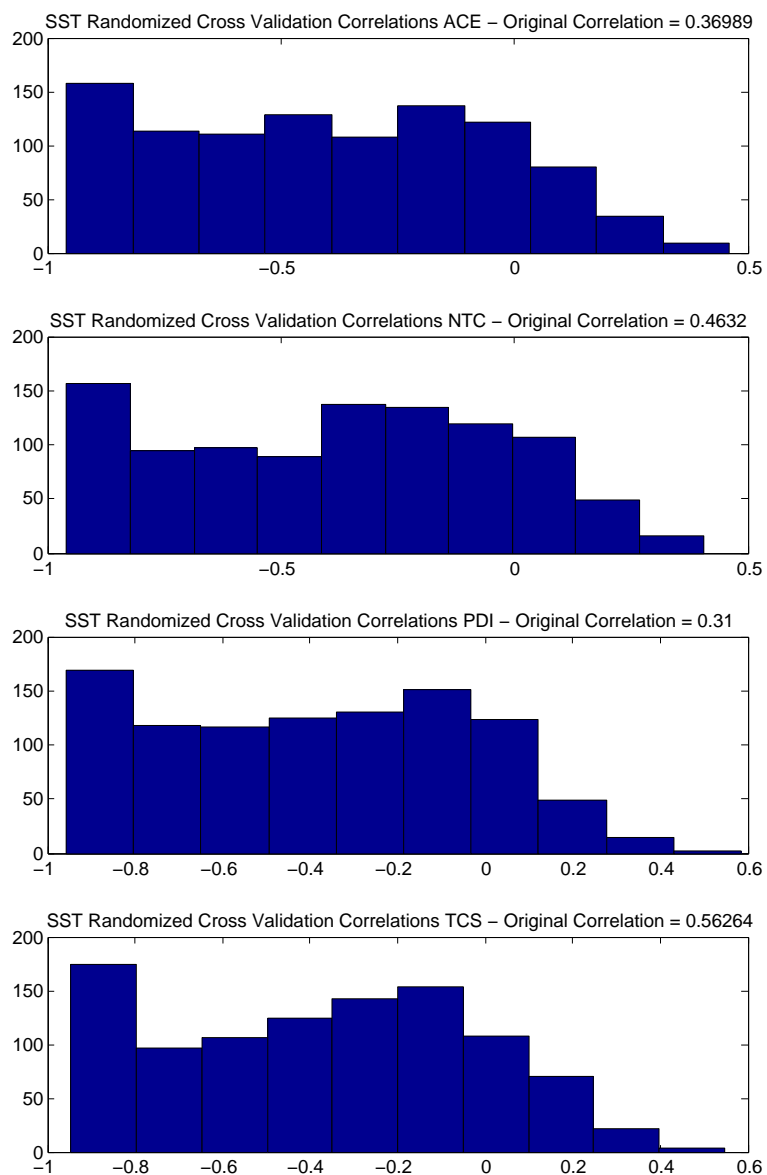 SST Randomized Cross Validation Correlations ACE − Original Correlation = 0.36989
200
150
100
50
0
−1 −0.5 0 0.5
SST Randomized Cross Validation Correlations NTC − Original Correlation = 0.4632
200
150
100
50
0
−1 −0.5 0 0.5
SST Randomized Cross Validation Correlations PDI − Original Correlation = 0.31
200
150
100
50
0
−1 −0.8 −0.6 −0.4 −0.2 0 0.2 0.4 0.6
SST Randomized Cross Validation Correlations TCS − Original Correlation = 0.56264
200
150
100
50
0
−1 −0.8 −0.6 −0.4 −0.2 0 0.2 0.4 0.6